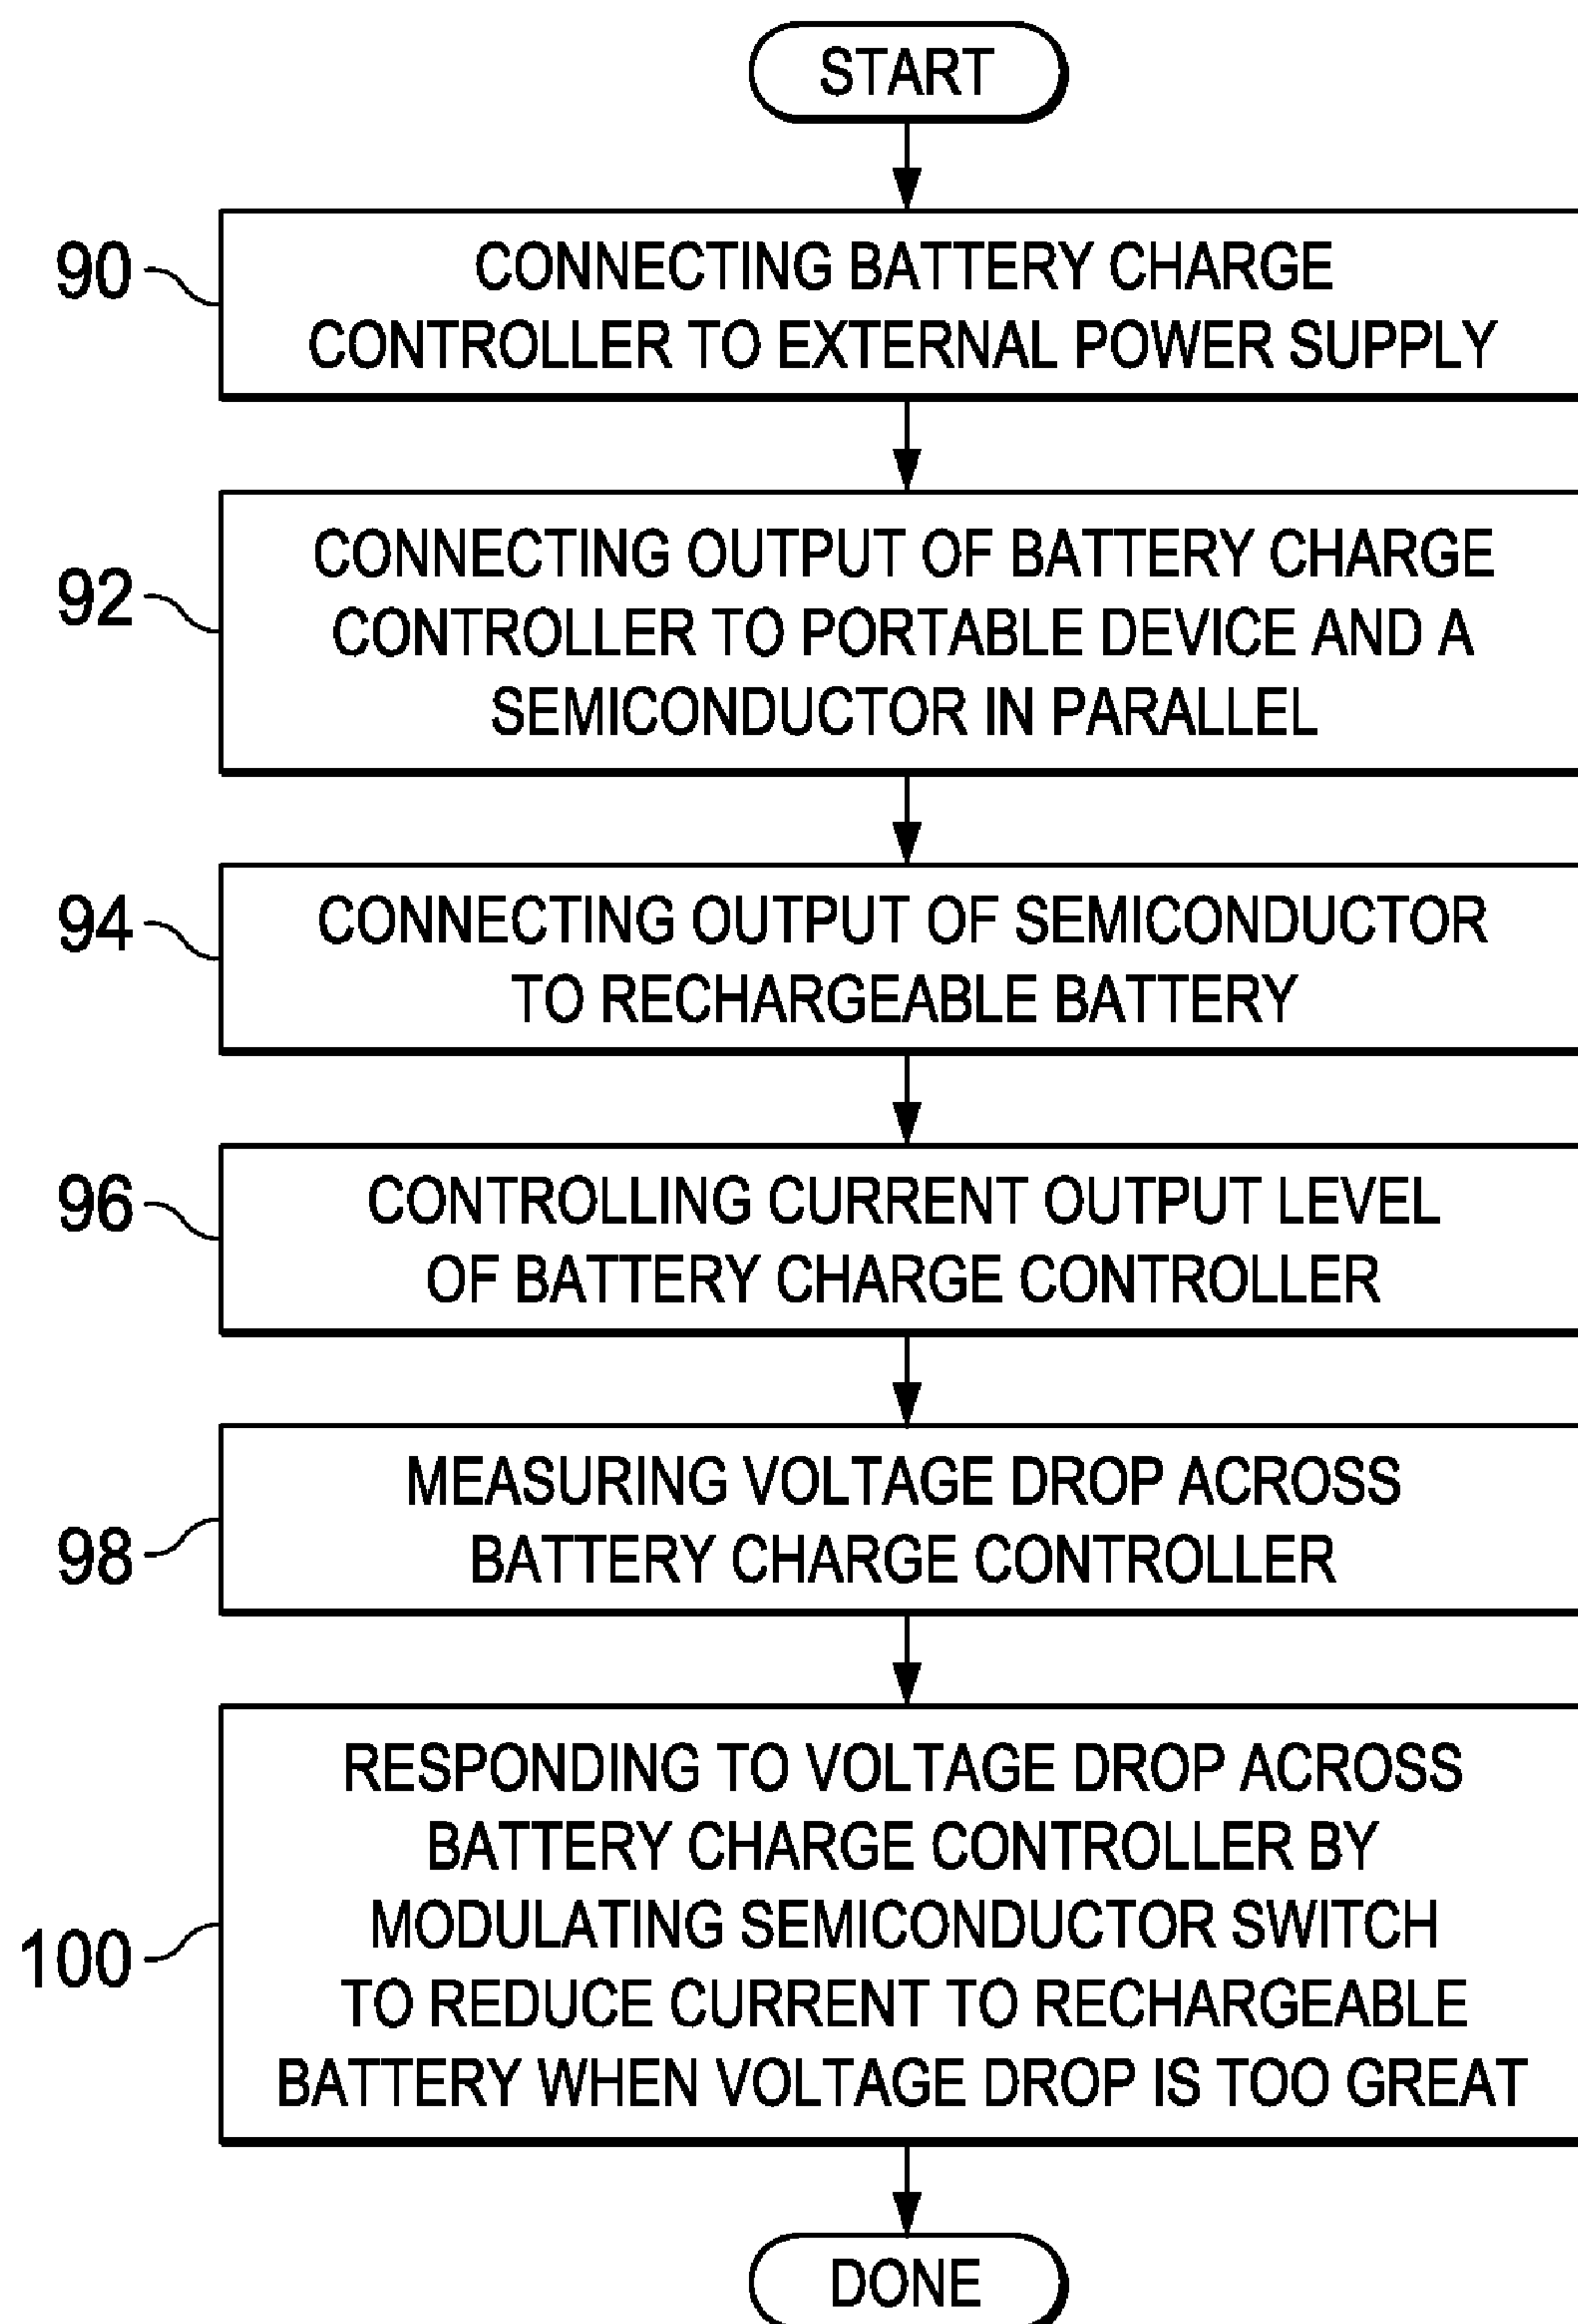 START
90
CONNECTING BATTERY CHARGE
CONTROLLER TO EXTERNAL POWER SUPPLY
92
CONNECTING OUTPUT OF BATTERY CHARGE
CONTROLLER TO PORTABLE DEVICE AND A
SEMICONDUCTOR IN PARALLEL
94
CONNECTING OUTPUT OF SEMICONDUCTOR
TO RECHARGEABLE BATTERY
96
CONTROLLING CURRENT OUTPUT LEVEL
OF BATTERY CHARGE CONTROLLER
98
MEASURING VOLTAGE DROP ACROSS
BATTERY CHARGE CONTROLLER
100
RESPONDING TO VOLTAGE DROP ACROSS
BATTERY CHARGE CONTROLLER BY
MODULATING SEMICONDUCTOR SWITCH
TO REDUCE CURRENT TO RECHARGEABLE
BATTERY WHEN VOLTAGE DROP IS TOO GREAT
DONE